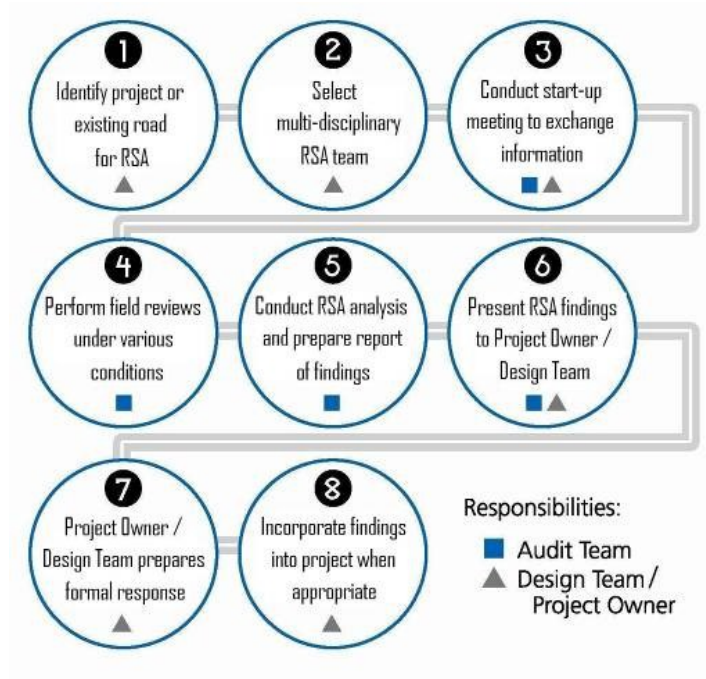 1
Identify project or
existing road
for RSA
2
Select
multi-disciplinary
RSA team
3
Conduct start-up
meeting to exchange
information
4
Perform field reviews
under various
conditions
5
Conduct RSA analysis
and prepare report
of findings
6
Present RSA findings
to Project Owner /
Design Team
7
Project Owner /
Design Team prepares
formal response
8
Incorporate findings
into project when
appropriate
Responsibilities:
Audit Team
Design Team /
Project Owner